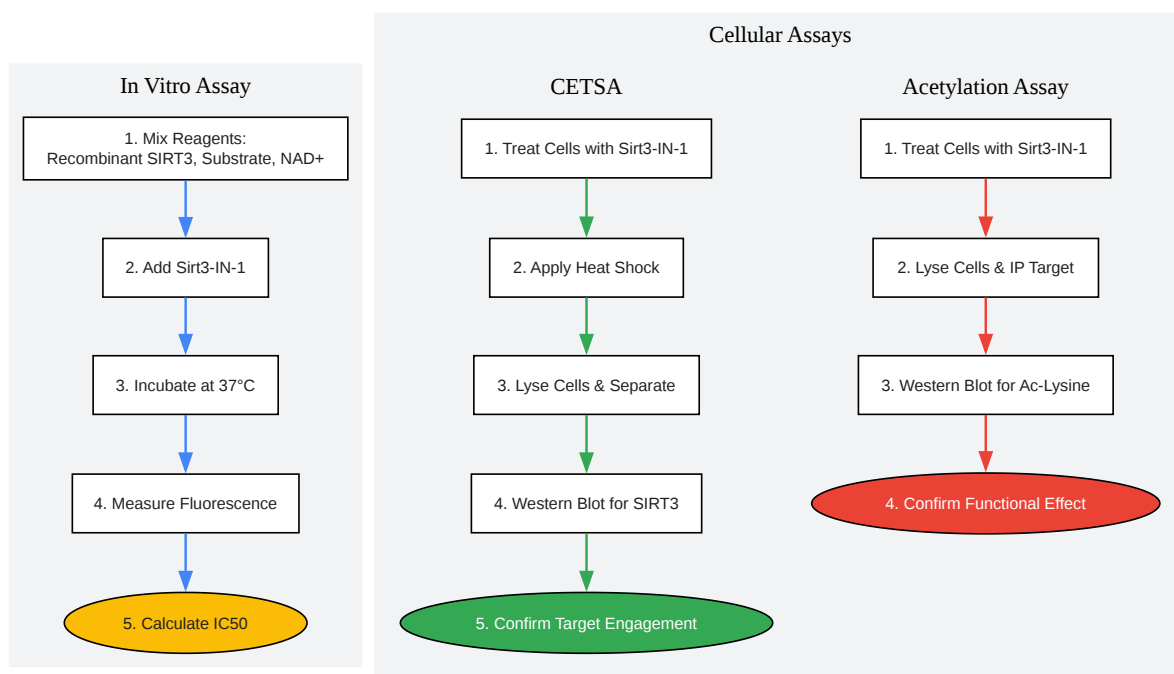 In Vitro Assay
1. Mix Reagents:
Recombinant SIRT3, Substrate, NAD+
2. Add Sirt3-IN-1
3. Incubate at 37°C
4. Measure Fluorescence
5. Calculate IC50
Cellular Assays
CETSA
1. Treat Cells with Sirt3-IN-1
2. Apply Heat Shock
3. Lyse Cells & Separate
4. Western Blot for SIRT3
5. Confirm Target Engagement
Acetylation Assay
1. Treat Cells with Sirt3-IN-1
2. Lyse Cells & IP Target
3. Western Blot for Ac-Lysine
4. Confirm Functional Effect